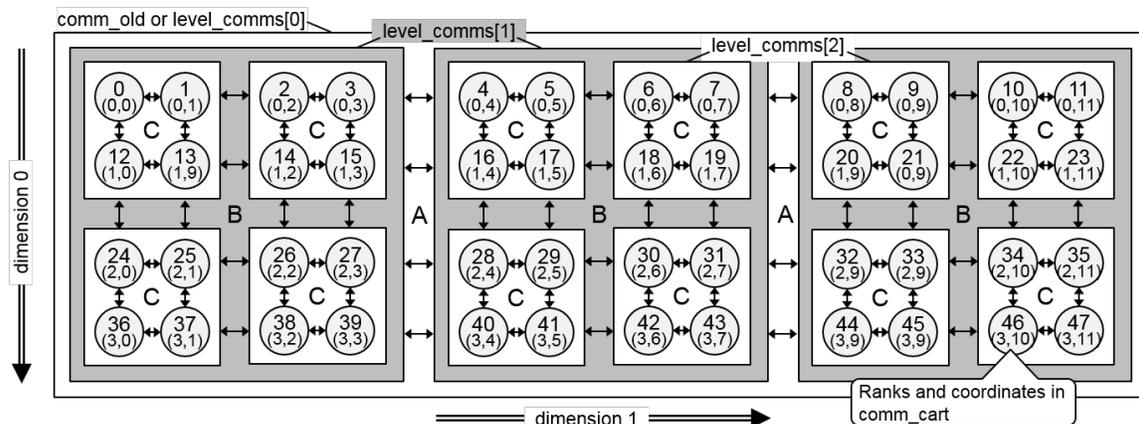 comm_old or level_comms[0]
level_comms[1]
level_comms[2]
0 1 2 3 4 5 6 7 8 9 10 11
(0,0) (0,1) (0,2) (0,3) (0,4) (0,5) (0,6) (0,7) (0,8) (0,9) (0,10) (0,11)
C C C C C C
12 13 14 15 16 17 18 19 20 21 22 23
(1,0) (1,9) (1,2) (1,3) (1,4) (1,5) (1,6) (1,7) (1,9) (0,9) (1,10) (1,11)
dimension 0
B A B A B
24 25 26 27 28 29 30 31 32 33 34 35
(2,0) (2,1) (2,2) (2,3) (2,4) (2,5) (2,6) (2,7) (2,9) (2,9) (2,10) (2,11)
C C C C C C
36 37 38 39 40 41 42 43 44 45 46 47
(3,0) (3,1) (3,2) (3,3) (3,4) (3,5) (3,6) (3,7) (3,9) (3,9) (3,10) (3,11)
Ranks and coordinates in
comm_cart
dimension 1